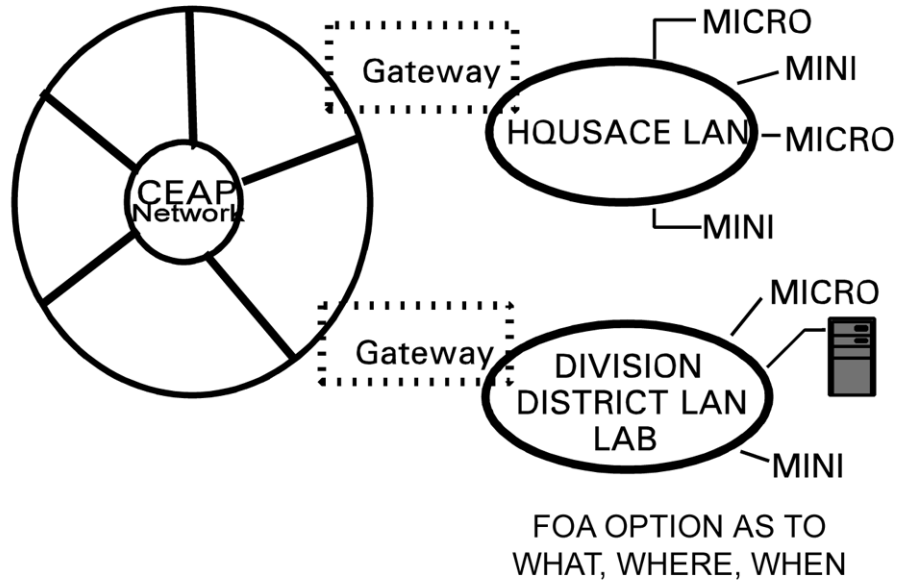 CEAP
Network
Gateway
HQUSACE LAN
MICRO
MINI
MICRO
MINI
Gateway
DIVISION
DISTRICT LAN
LAB
MICRO
MINI
FOA OPTION AS TO
WHAT, WHERE, WHEN